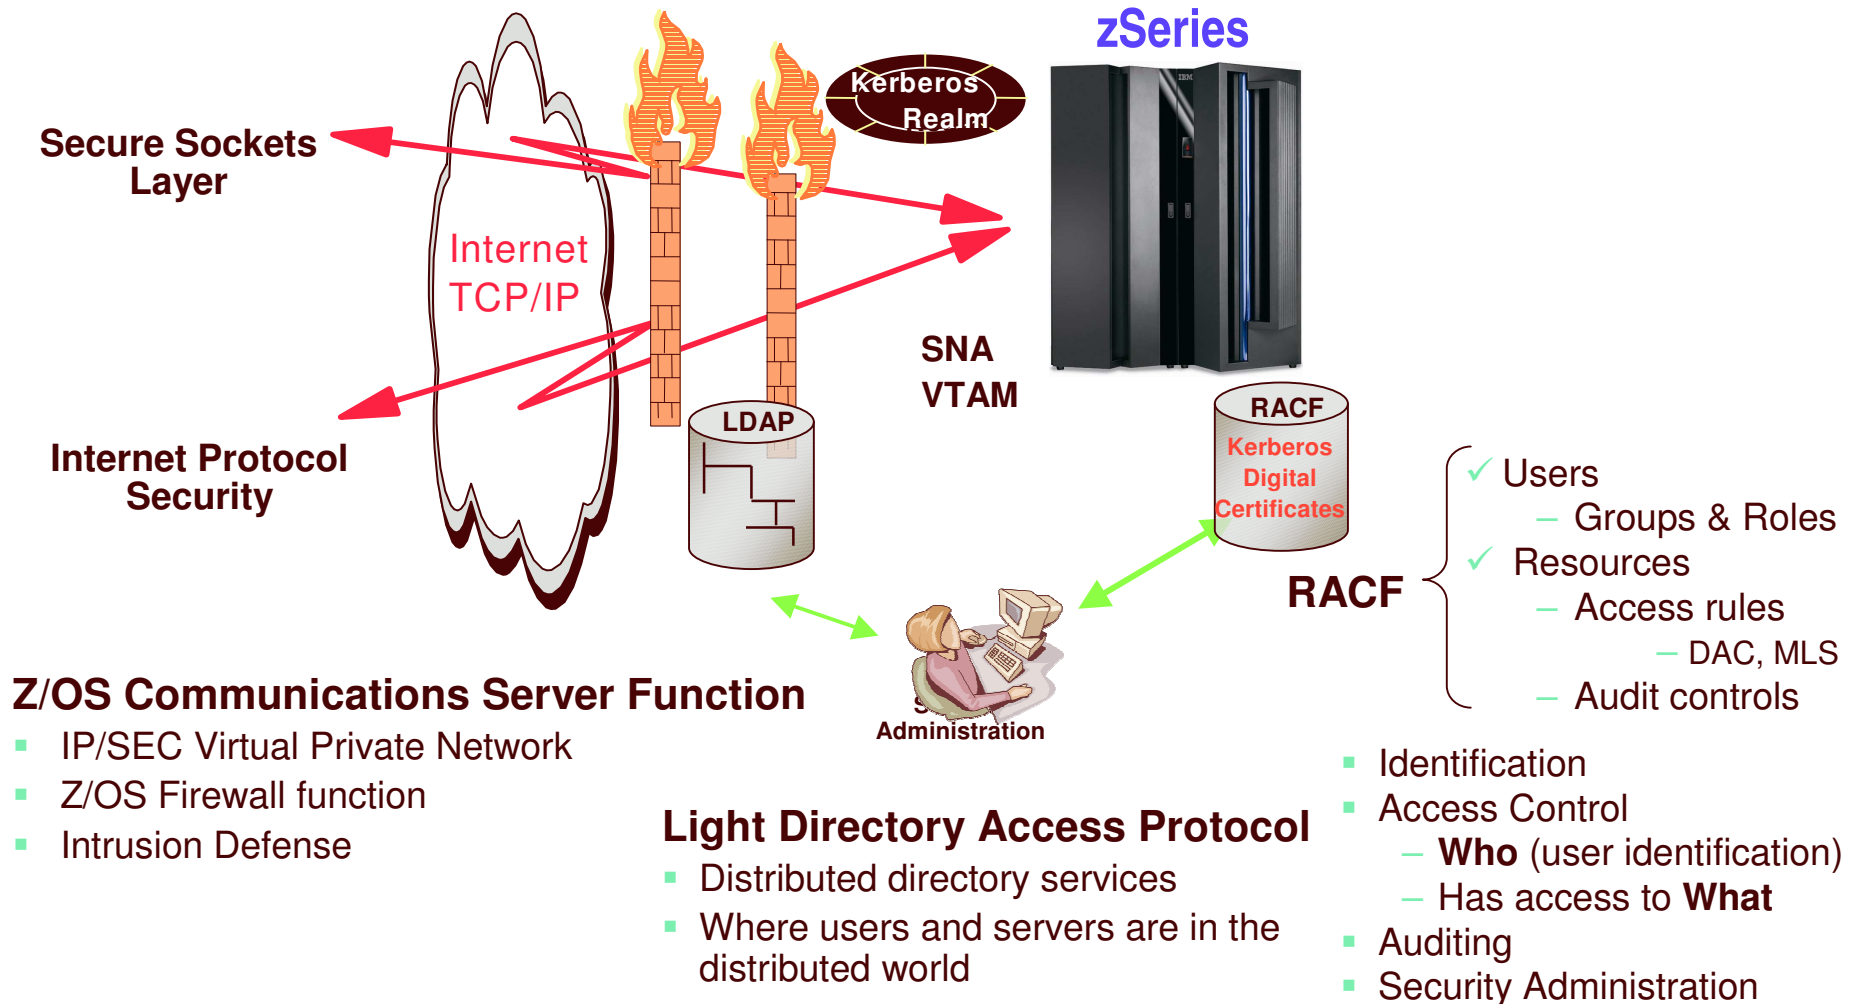 zSeries
IBM
Kerberos
Realm
Secure Sockets
Layer
Internet
TCP/IP
SNA
VTAM
Internet Protocol
Security
LDAP
RACF
Kerberos
Digital
Certificates
RACF
Users
Groups & Roles
Resources
Access rules
DAC, MLS
Audit controls
Administration
Z/OS Communications Server Function
IP/SEC Virtual Private Network
Z/OS Firewall function
Intrusion Defense
Light Directory Access Protocol
Distributed directory services
Where users and servers are in the
distributed world
Identification
Access Control
Who (user identification)
Has access to What
Auditing
Security Administration